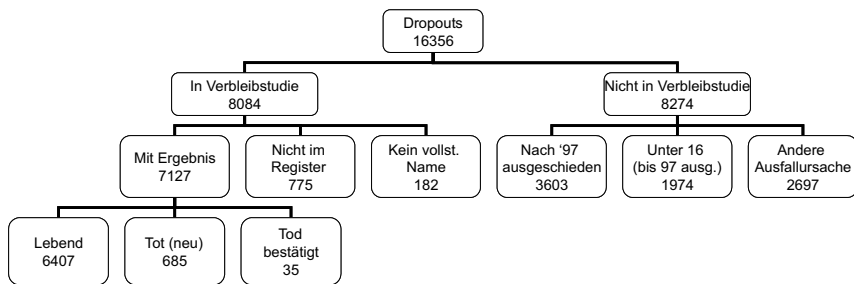 Dropouts
16356
In Verbleibstudie
8084
Nicht in Verbleibstudie
8274
Mit Ergebnis
7127
Nicht im
Register
775
Kein vollst.
Name
182
Nach ‘97
ausgeschieden
3603
Unter 16
(bis 97 ausg.)
1974
Andere
Ausfallursache
2697
Lebend
6407
Tot (neu)
685
Tod
bestätigt
35